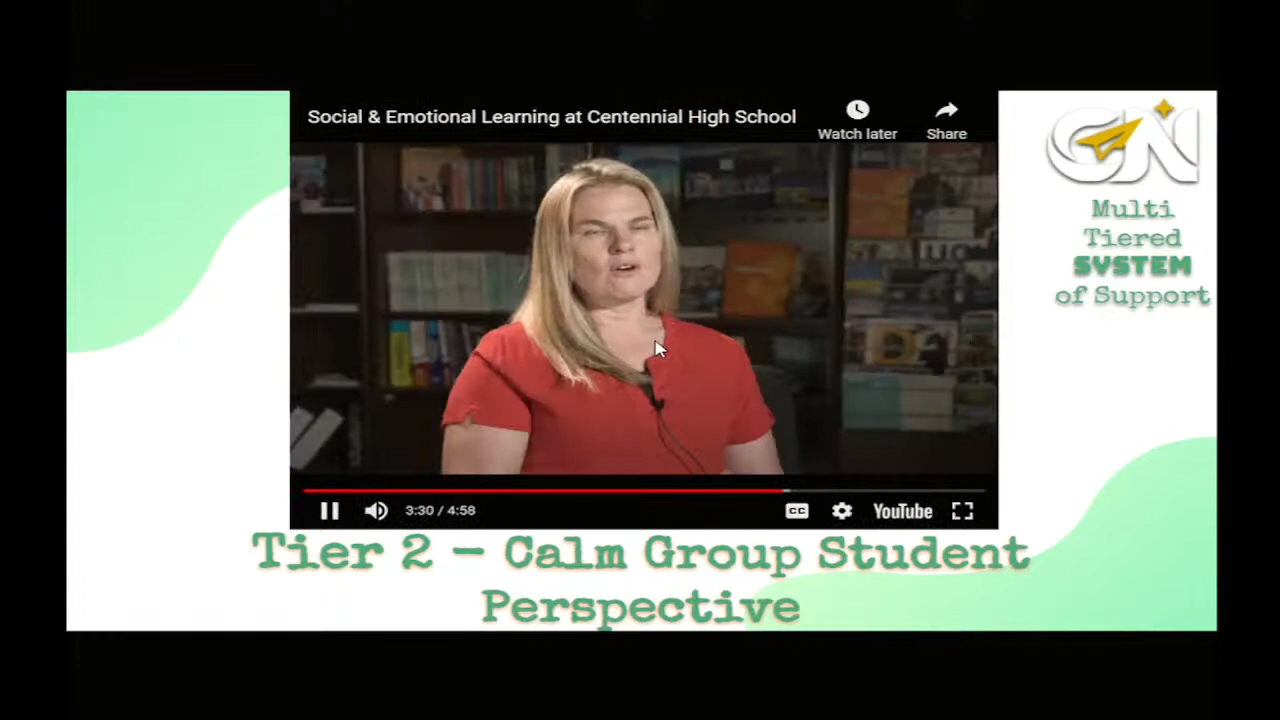 Social & Emotional Learning at Centennial High School
Watch later
Share
CN
Multi
Tiered
SYSTEM
of Support
3:30 / 4:58
CC
YouTube
Tier 2 - Calm Group Student
Perspective